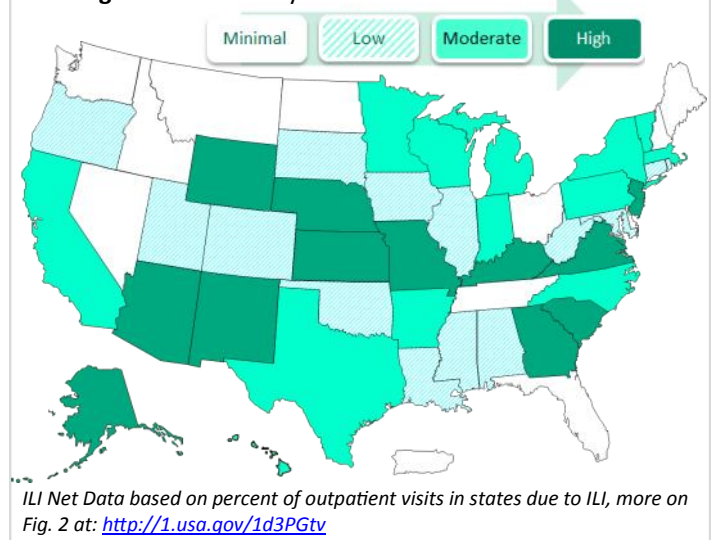 Minimal Low Moderate High
ILI Net Data based on percent of outpatient visits in states due to ILI, more on
Fig. 2 at: http://1.usa.gov/1d3PGtv